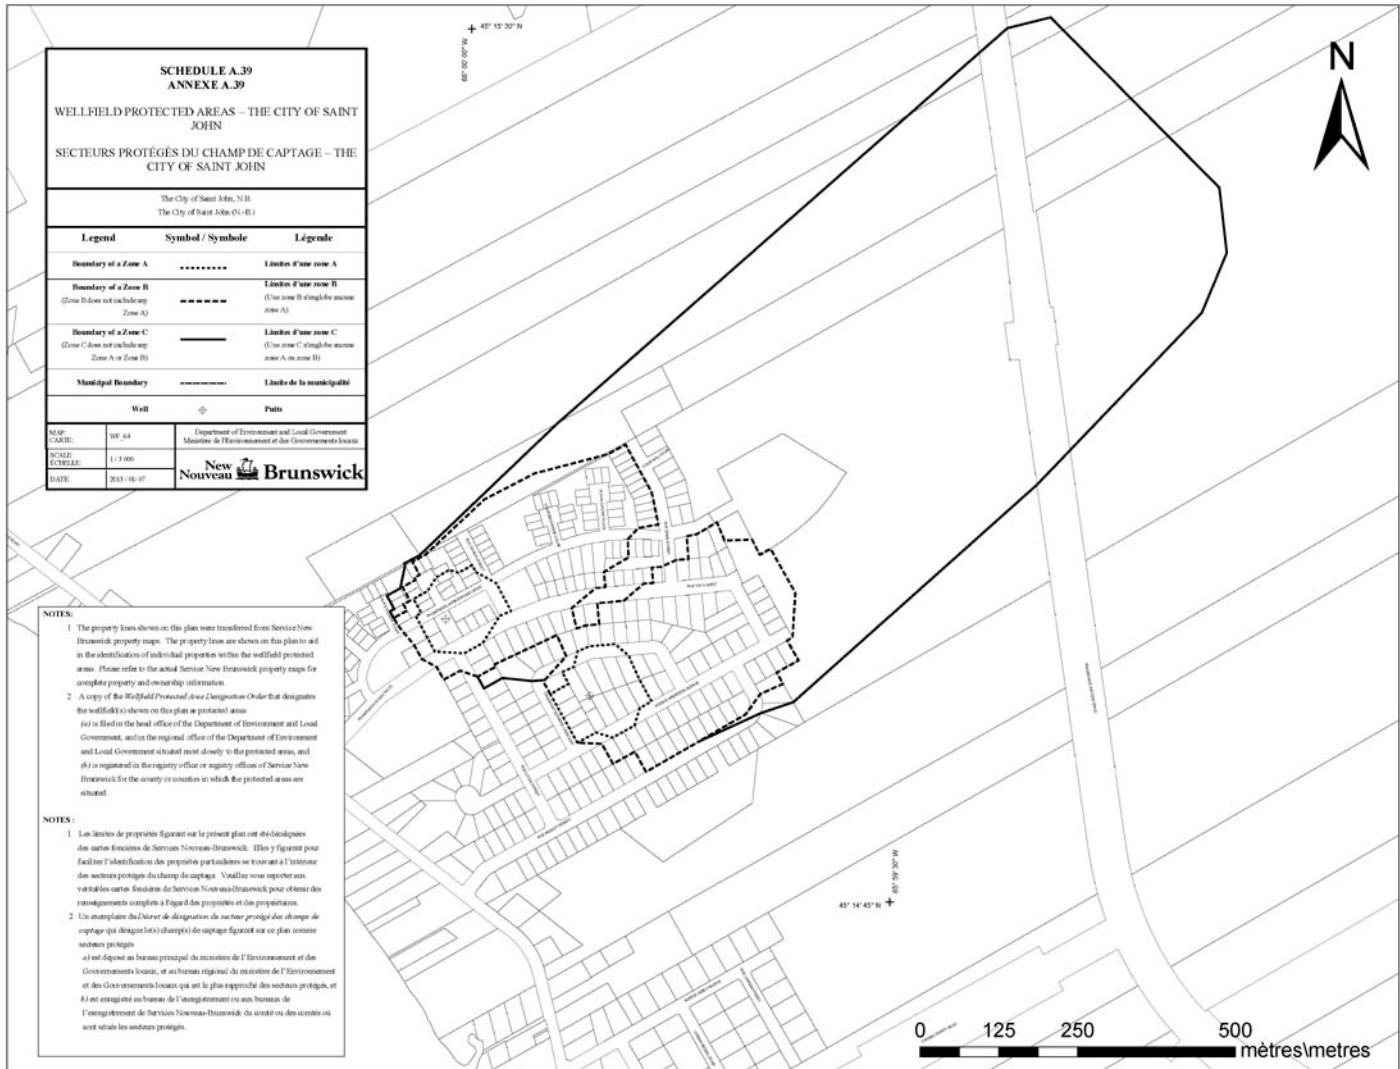 45° 15' 30" N
66° 00' 00" W
N
SCHEDULE A.39
ANNEXE A.39
WELLFIELD PROTECTED AREAS – THE CITY OF SAINT
JOHN
SECTEURS PROTÉGÉS DU CHAMP DE CAPTAGE – THE
CITY OF SAINT JOHN
The City of Saint John, N.B.
The City of Saint John (N.-B.)
Legend Symbol / Symbole Légende
Boundary of a Zone A Limites d'une zone A
Boundary of a Zone B Limites d'une zone B
(Zone B does not include any (Une zone B n'englobe aucune
Zone A) zone A)
Boundary of a Zone C Limites d'une zone C
(Zone C does not include any (Une zone C n'englobe aucune
Zone A or Zone B) zone A ou zone B)
Municipal Boundary Limite de la municipalité
Well Puits
MAP: WF_64
CARTE:
SCALE 1 / 3 000
ÉCHELLE:
DATE 2013 / 01/ 07
Department of Environment and Local Government
Ministère de l'Environnement et des Gouvernements locaux
New Nouveau Brunswick
NOTES:
1 The property lines shown on this plan were transferred from Service New
Brunswick property maps. The property lines are shown on this plan to aid
in the identification of individual properties within the wellfield protected
areas. Please refer to the actual Service New Brunswick property maps for
complete property and ownership information.
2 A copy of the Wellfield Protected Area Designation Order that designates
the wellfield(s) shown on this plan as protected areas
(a) is filed in the head office of the Department of Environment and Local
Government, and in the regional office of the Department of Environment
and Local Government situated most closely to the protected areas, and
(b) is registered in the registry office or registry offices of Service New
Brunswick for the county or counties in which the protected areas are
situated.
NOTES :
1 Les limites de propriétés figurant sur le présent plan ont été décalquées
des cartes foncières de Services Nouveau-Brunswick. Elles y figurent pour
faciliter l'identification des propriétés particulières se trouvant à l'intérieur
des secteurs protégés du champ de captage. Veuillez vous reporter aux
véritables cartes foncières de Services Nouveau-Brunswick pour obtenir des
renseignements complets à l'égard des propriétés et des propriétaires.
2 Un exemplaire du Décret de désignation de secteur protégé des champs de
captage qui désigne le(s) champ(s) de captage figurant sur ce plan comme
secteurs protégés
a) est déposé au bureau principal du ministère de l'Environnement et des
Gouvernements locaux, et au bureau régional du ministère de l'Environnement
et des Gouvernements locaux qui est le plus rapproché des secteurs protégés, et
b) est enregistré au bureau de l'enregistrement ou aux bureaux de
l'enregistrement de Services Nouveau-Brunswick du comté ou des comtés où
sont situés les secteurs protégés.
65° 59' 30" W
45° 14' 45" N
0 125 250 500
mètres\metres